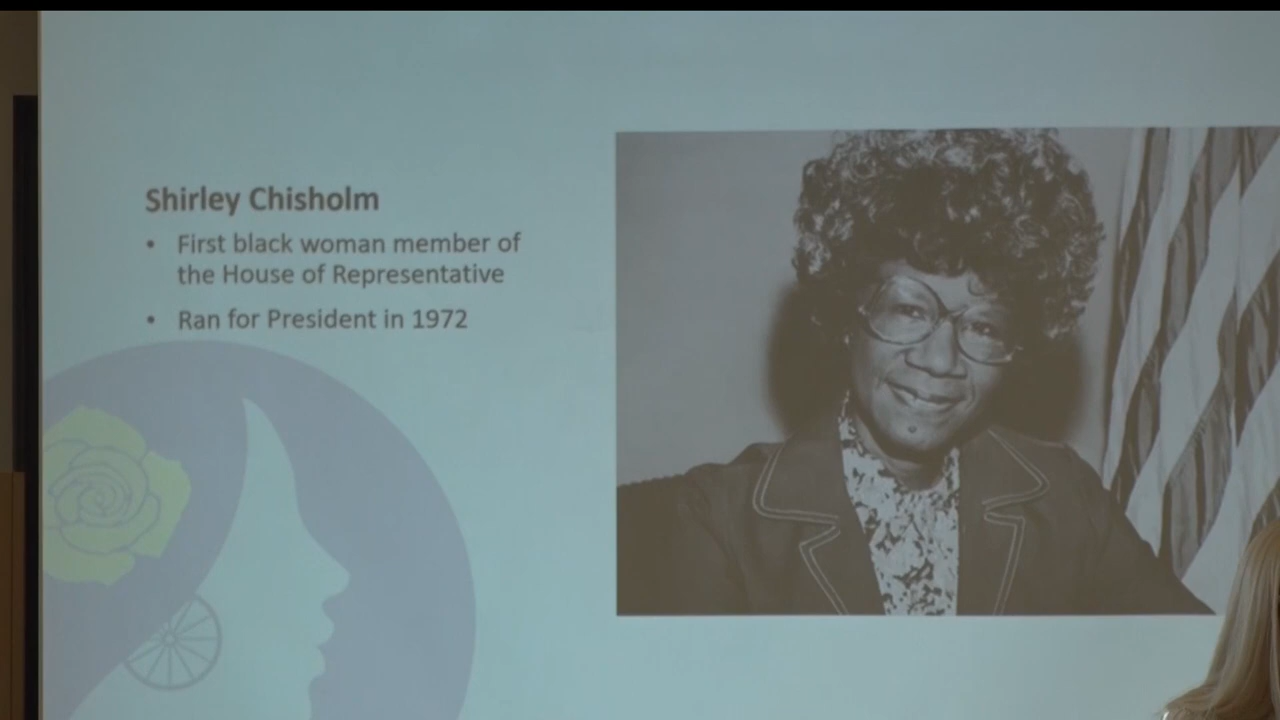 Shirley Chisholm
• First black woman member of
the House of Representative
• Ran for President in 1972